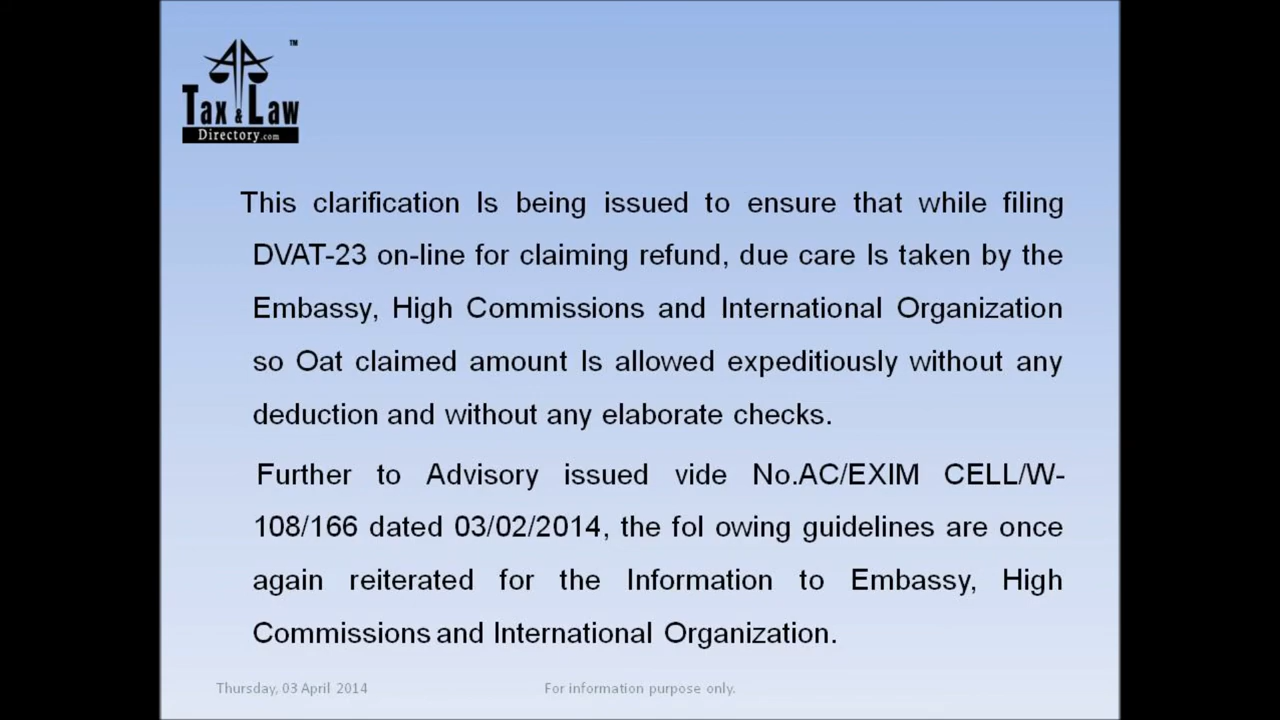 TM
Tax & Law
Directory.com
This clarification Is being issued to ensure that while filing
DVAT-23 on-line for claiming refund, due care Is taken by the
Embassy, High Commissions and International Organization
so Oat claimed amount Is allowed expeditiously without any
deduction and without any elaborate checks.
Further to Advisory issued vide No.AC/EXIM CELL/W-
108/166 dated 03/02/2014, the fol owing guidelines are once
again reiterated for the Information to Embassy, High
Commissions and International Organization.
Thursday, 03 April 2014 For information purpose only.